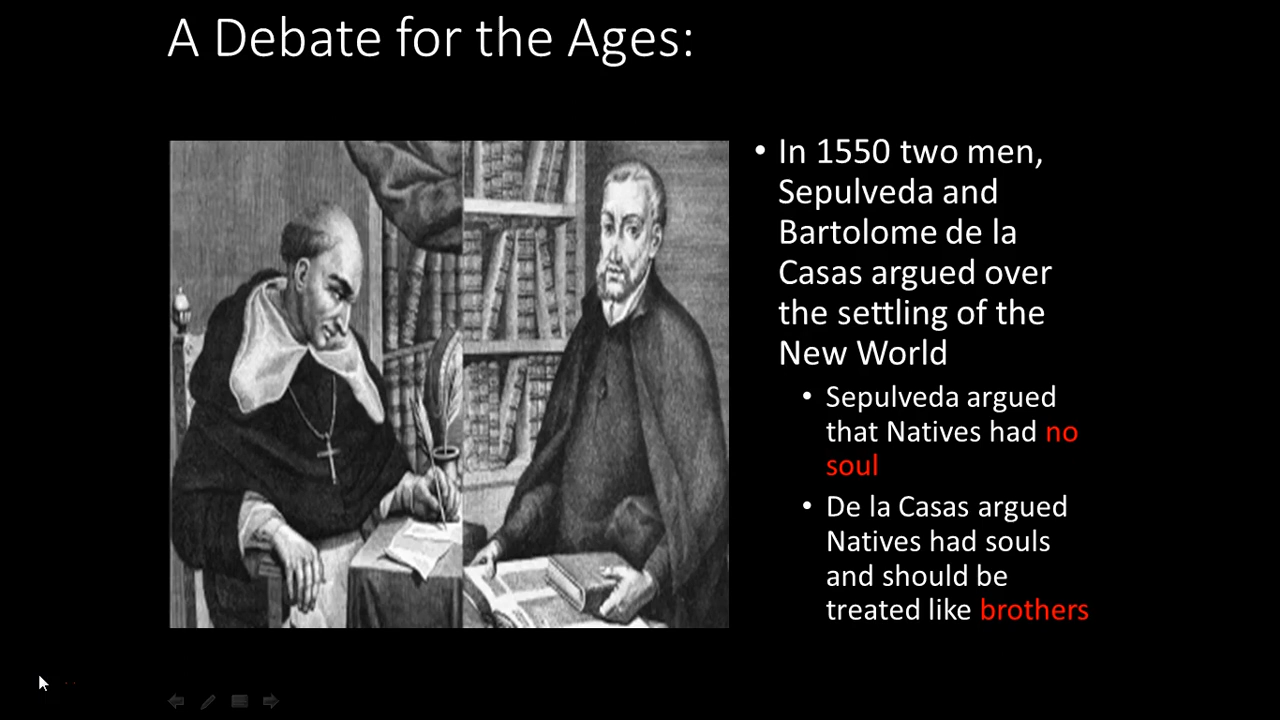 A Debate for the Ages:
• In 1550 two men,
Sepulveda and
Bartolome de la
Casas argued over
the settling of the
New World
• Sepulveda argued
that Natives had no
soul
• De la Casas argued
Natives had souls
and should be
treated like brothers